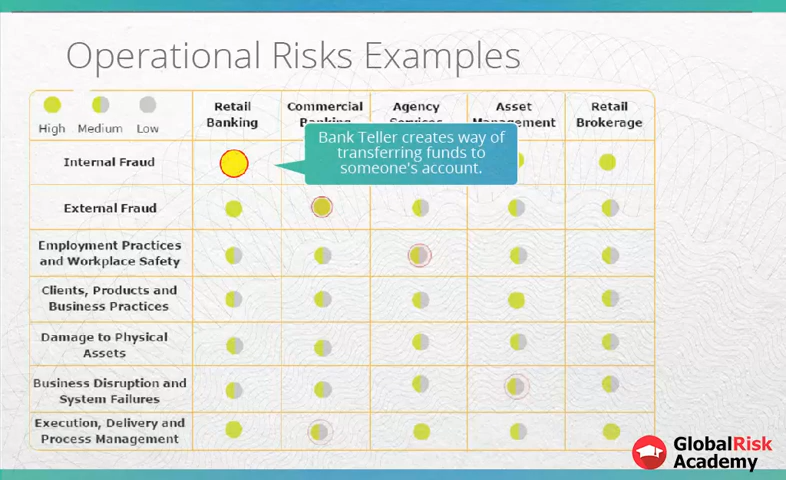 Operational Risks Examples
High
Medium
Low
Retail
Banking
Commercial
Agency
Asset
Management
Retail
Brokerage
Internal Fraud
Bank Teller creates way of
transferring funds to
someone's account.
External Fraud
Employment Practices
and Workplace Safety
Clients, Products and
Business Practices
Damage to Physical
Assets
Business Disruption and
System Failures
Execution, Delivery and
Process Management
GlobalRisk
Academy